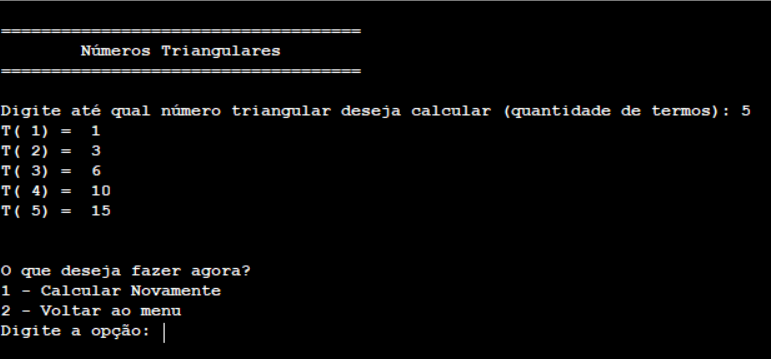 ====================================
Números Triangulares
====================================
Digite até qual número triangular deseja calcular (quantidade de termos): 5
T( 1) =  1
T( 2) =  3
T( 3) =  6
T( 4) =  10
T( 5) =  15
O que deseja fazer agora?
1 - Calcular Novamente
2 - Voltar ao menu
Digite a opção: